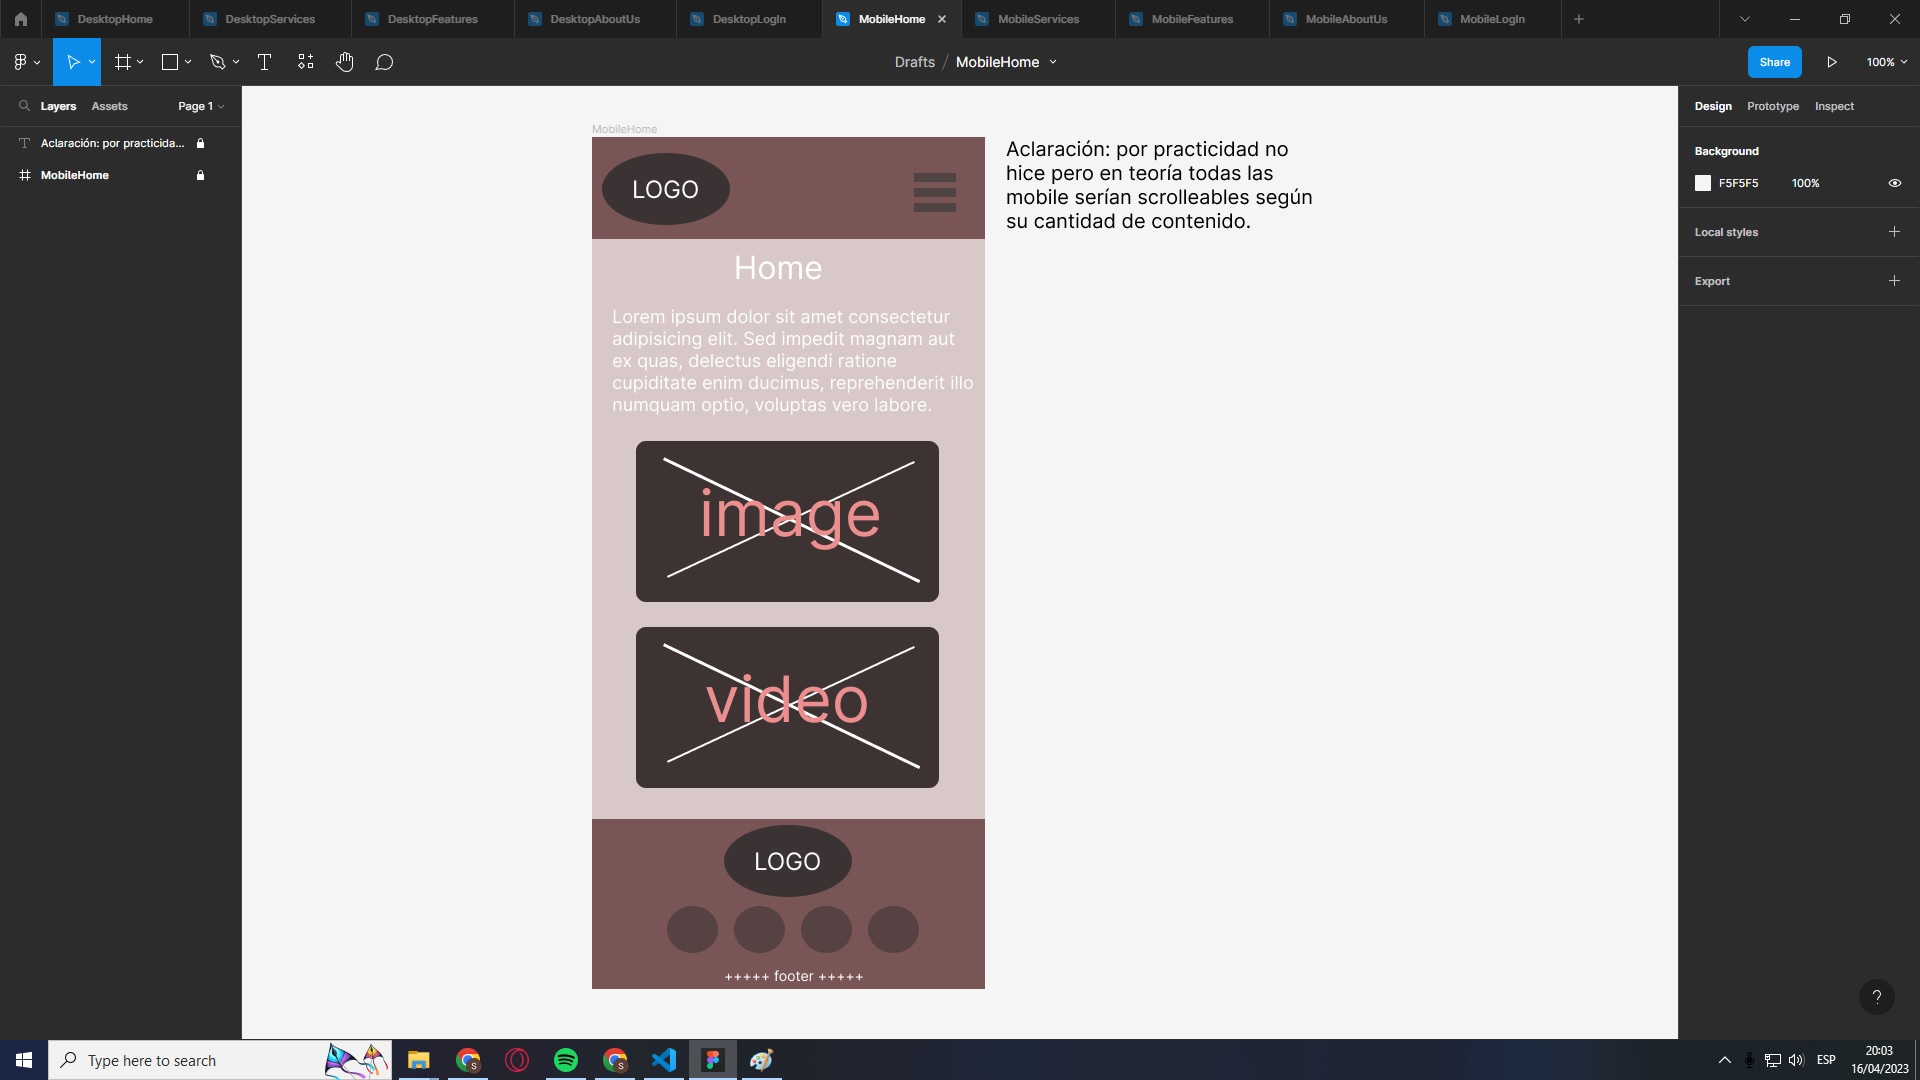 DesktopHome
DesktopServices
DesktopFeatures
DesktopAboutUs
DesktopLogIn
MobileHome
MobileServices
MobileFeatures
MobileAboutUs
MobileLogIn
Drafts / MobileHome
Share
100%
Layers
Assets
Page 1
Aclaración: por practicida...
MobileHome
MobileHome
LOGO
Home
Lorem ipsum dolor sit amet consectetur
adipisicing elit. Sed impedit magnam aut
ex quas, delectus eligendi ratione
cupiditate enim ducimus, reprehenderit illo
numquam optio, voluptas vero labore.
image
video
LOGO
+++++ footer +++++
Aclaración: por practicidad no
hice pero en teoría todas las
mobile serían scrolleables según
su cantidad de contenido.
Design
Prototype
Inspect
Background
F5F5F5
100%
Local styles
Export
?
Type here to search
S
S
ESP
20:03
16/04/2023